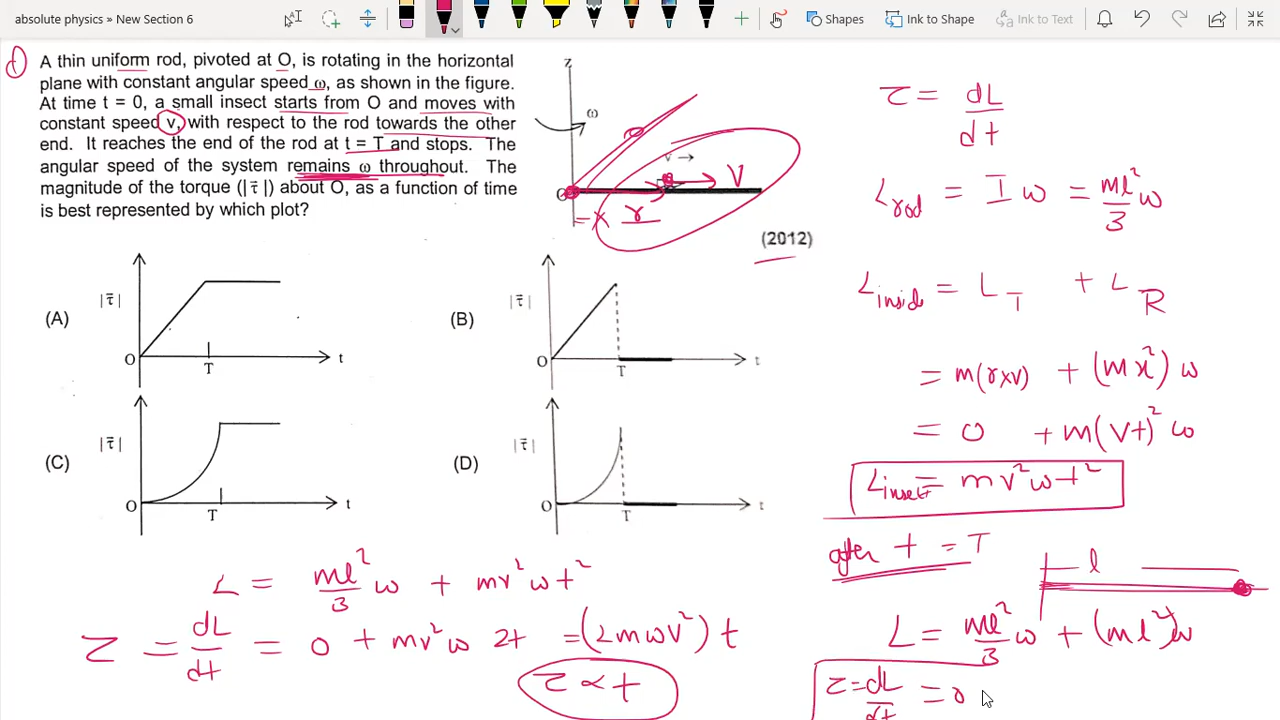 absolute physics » New Section 6
Shapes
Ink to Shape
Ink to Text
A thin uniform rod, pivoted at O, is rotating in the horizontal
plane with constant angular speed ω, as shown in the figure.
At time t = 0, a small insect starts from O and moves with
constant speed v, with respect to the rod towards the other
end. It reaches the end of the rod at t = T and stops. The
angular speed of the system remains ω throughout. The
magnitude of the torque (|τ⃗|) about O, as a function of time
is best represented by which plot?
z
ω
v →
V
O
= x r
(2012)
(A) |τ⃗| O T t
(B) |τ⃗| O T t
(C) |τ⃗| O T t
(D) |τ⃗| O T t
τ = dL/dt
L rod = Iω = ml²/3 ω
L inside = L_T + L_R
= m(r×v) + (mx²) ω
= 0 + m(vt)² ω
L insect = mv²ωt²
after t = T
l
L = ml²/3 ω + (ml²)ω
τ = dL/dt = 0
L = ml²/3 ω + mv²ωt²
τ = dL/dt = 0 + mv²ω 2t = (2mωv²) t
τ ∝ t